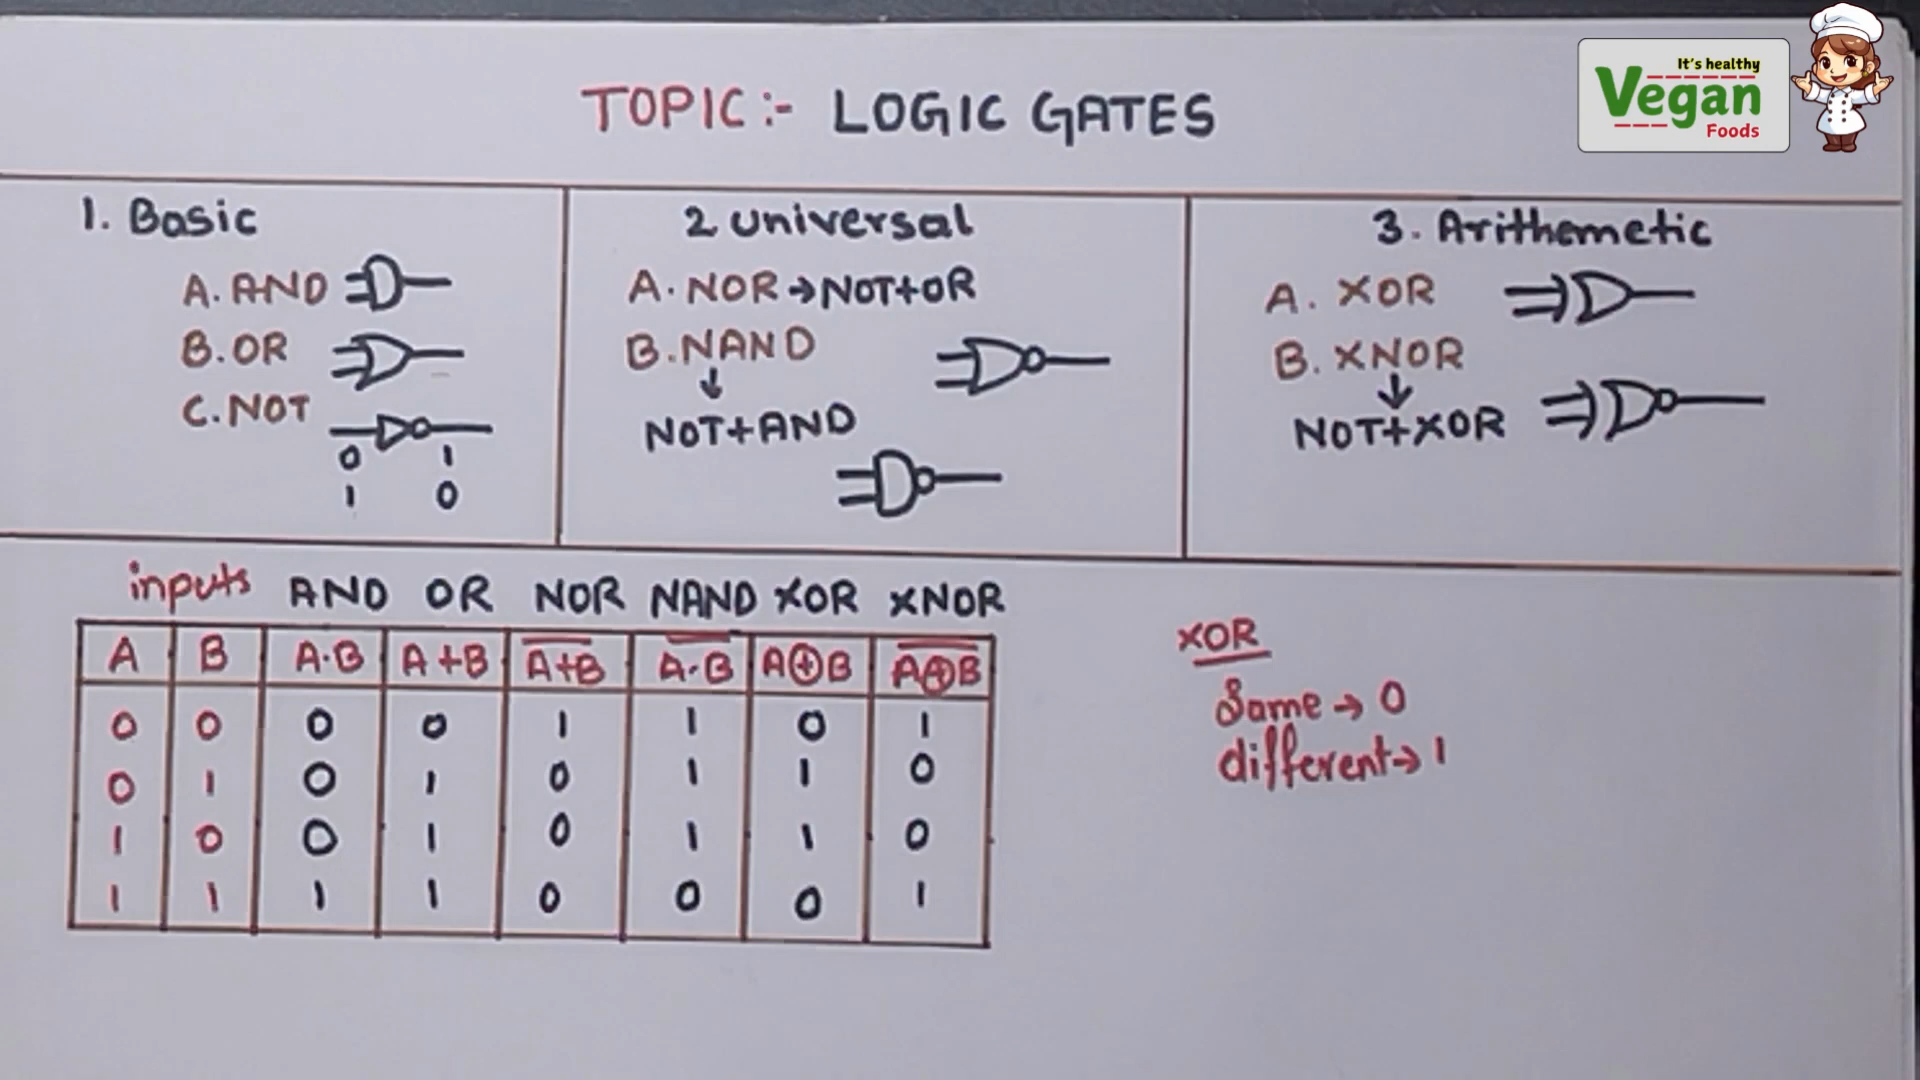 It's healthy
Vegan
Foods
TOPIC:- LOGIC GATES
1. Basic
A. AND
B. OR
C. NOT
0 1
1 0
2 Universal
A. NOR → NOT+OR
B. NAND
↓
NOT+AND
3. Arithemetic
A. XOR
B. XNOR
↓
NOT+XOR
inputs AND OR NOR NAND XOR XNOR
A B A·B A+B A̅+̅B̅ A̅·̅B̅ A⊕B A̅⊕̅B̅
0 0 0 0 1 1 0 1
0 1 0 1 0 1 1 0
1 0 0 1 0 1 1 0
1 1 1 1 0 0 0 1
XOR
Same → 0
different → 1